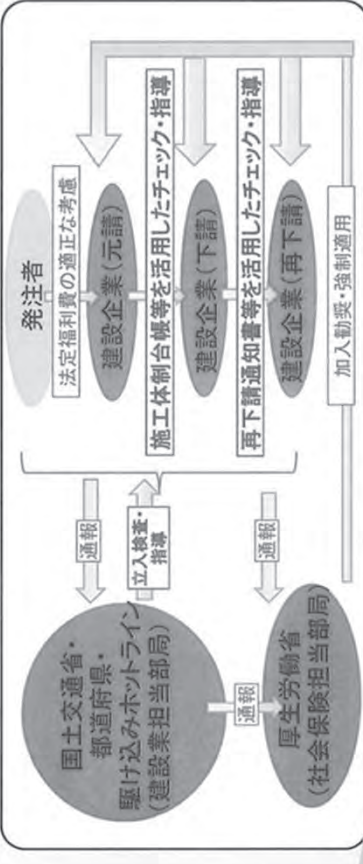 発注者
法定福利費の適正な考慮
建設企業(元請)
施工体制台帳等を活用したチェック・指導
建設企業(下請)
再下請通知書等を活用したチェック・指導
建設企業(再下請)
加入勧奨・強制適用
通報
立入検査・
指導
通報
国土交通省・
都道府県・
駆け込みホットライン
(建設業担当部局)
通報
厚生労働省
(社会保険担当部局)